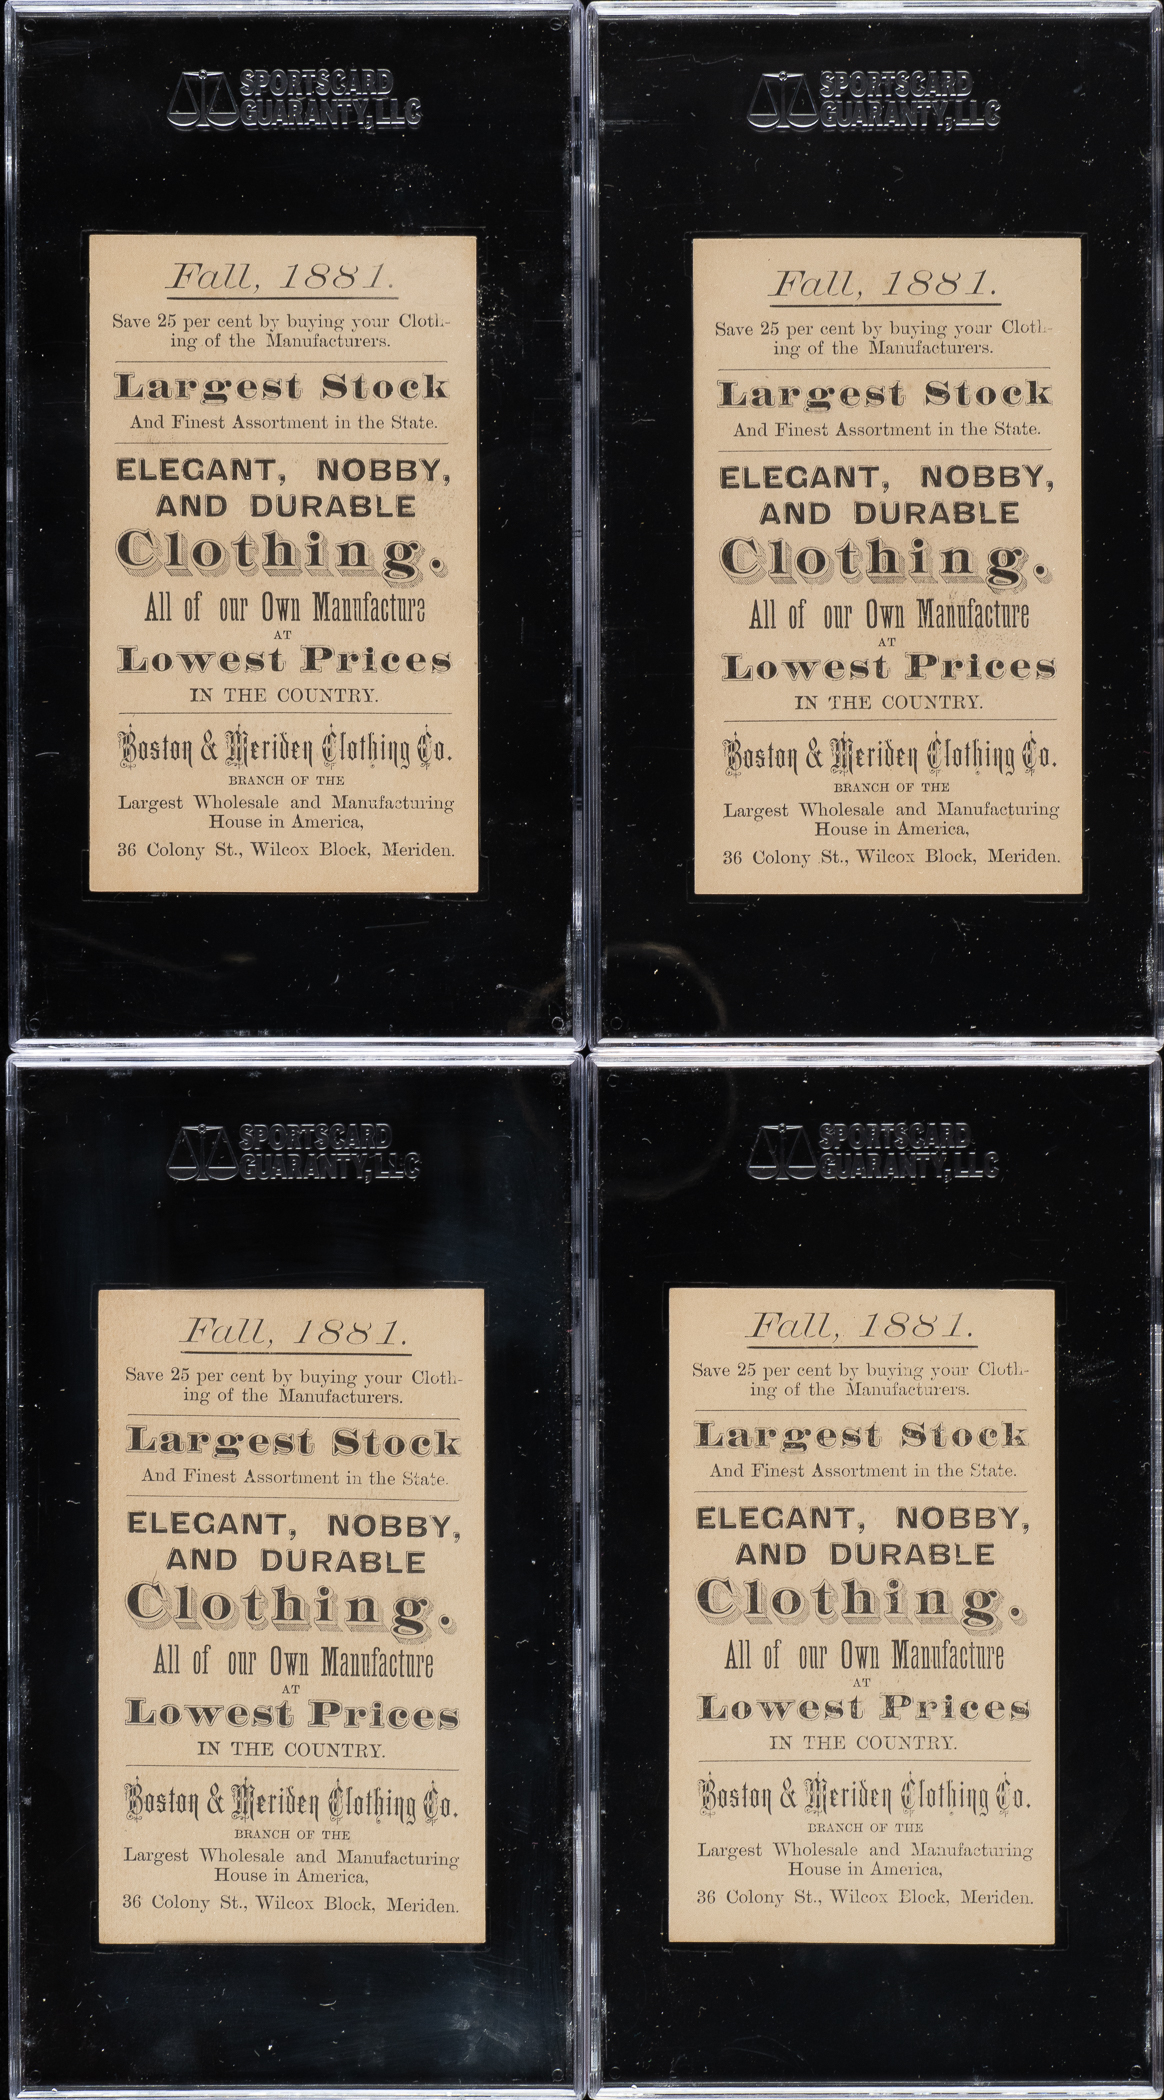 SPORTSCARD
GUARANTY, LLC
Fall, 1881.
Save 25 per cent by buying your Cloth-
ing of the Manufacturers.
Largest Stock
And Finest Assortment in the State.
ELEGANT, NOBBY,
AND DURABLE
Clothing.
All of our Own Manufacture
AT
Lowest Prices
IN THE COUNTRY.
Boston & Meriden Clothing Co.
BRANCH OF THE
Largest Wholesale and Manufacturing
House in America,
36 Colony St., Wilcox Block, Meriden.
SPORTSCARD
GUARANTY, LLC
Fall, 1881.
Save 25 per cent by buying your Cloth-
ing of the Manufacturers.
Largest Stock
And Finest Assortment in the State.
ELEGANT, NOBBY,
AND DURABLE
Clothing.
All of our Own Manufacture
AT
Lowest Prices
IN THE COUNTRY.
Boston & Meriden Clothing Co.
BRANCH OF THE
Largest Wholesale and Manufacturing
House in America,
36 Colony St., Wilcox Block, Meriden.
SPORTSCARD
GUARANTY, LLC
Fall, 1881.
Save 25 per cent by buying your Cloth-
ing of the Manufacturers.
Largest Stock
And Finest Assortment in the State.
ELEGANT, NOBBY,
AND DURABLE
Clothing.
All of our Own Manufacture
AT
Lowest Prices
IN THE COUNTRY.
Boston & Meriden Clothing Co.
BRANCH OF THE
Largest Wholesale and Manufacturing
House in America,
36 Colony St., Wilcox Block, Meriden.
SPORTSCARD
GUARANTY, LLC
Fall, 1881.
Save 25 per cent by buying your Cloth-
ing of the Manufacturers.
Largest Stock
And Finest Assortment in the State.
ELEGANT, NOBBY,
AND DURABLE
Clothing.
All of our Own Manufacture
AT
Lowest Prices
IN THE COUNTRY.
Boston & Meriden Clothing Co.
BRANCH OF THE
Largest Wholesale and Manufacturing
House in America,
36 Colony St., Wilcox Block, Meriden.